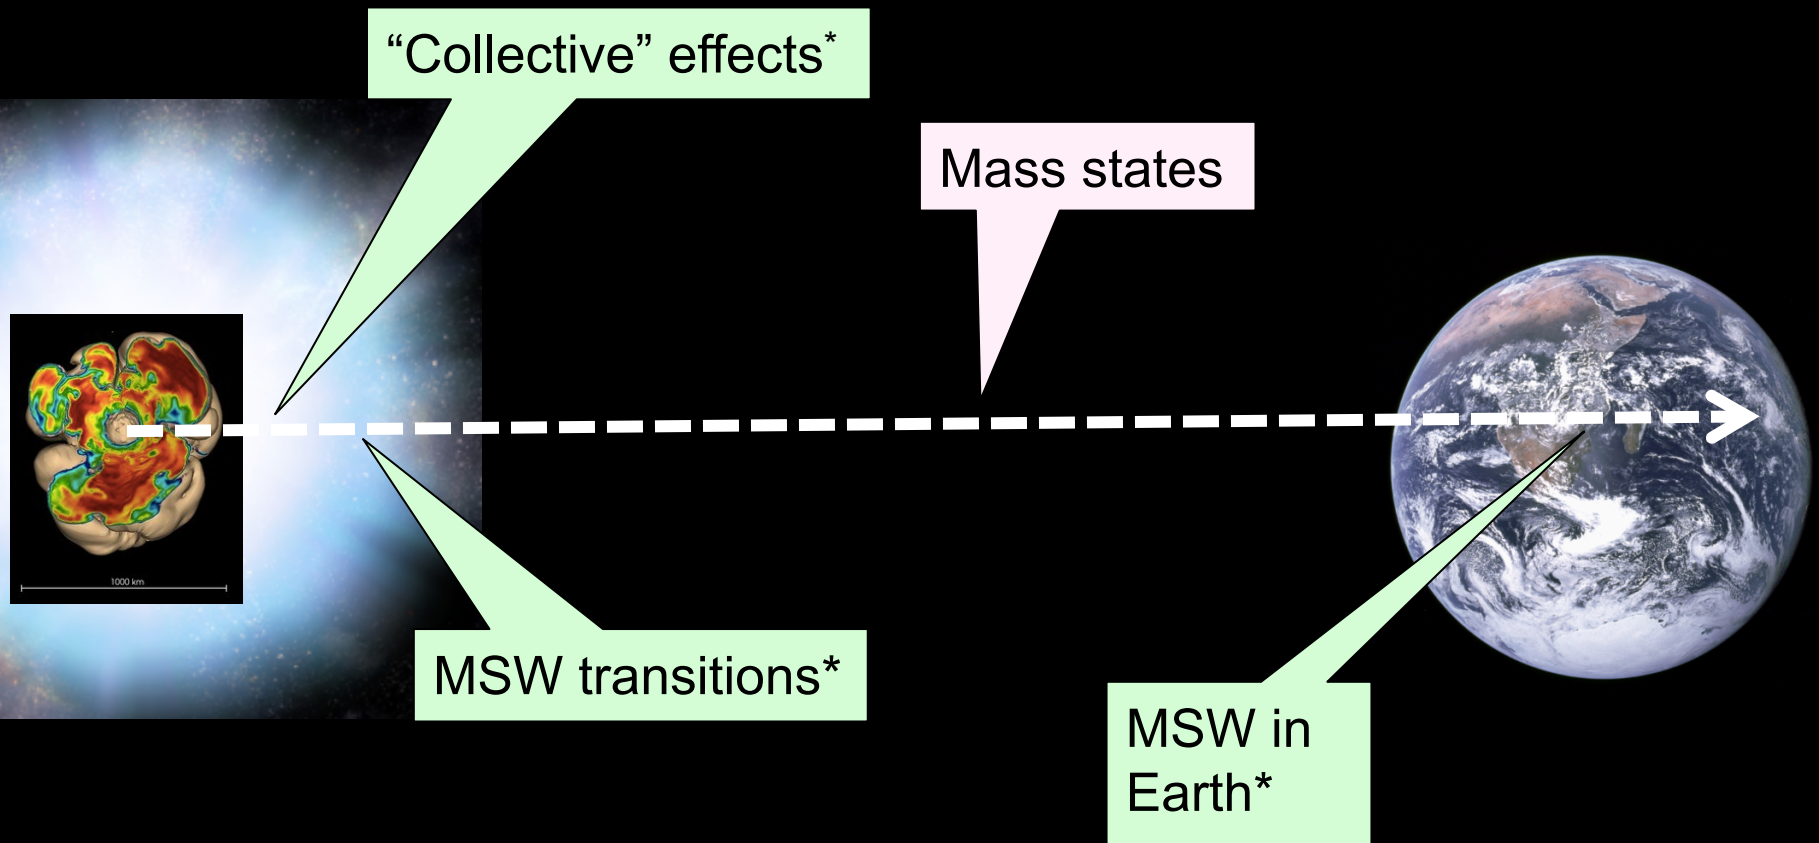 “Collective” effects*
Mass states
1000 km
MSW transitions*
MSW in
Earth*